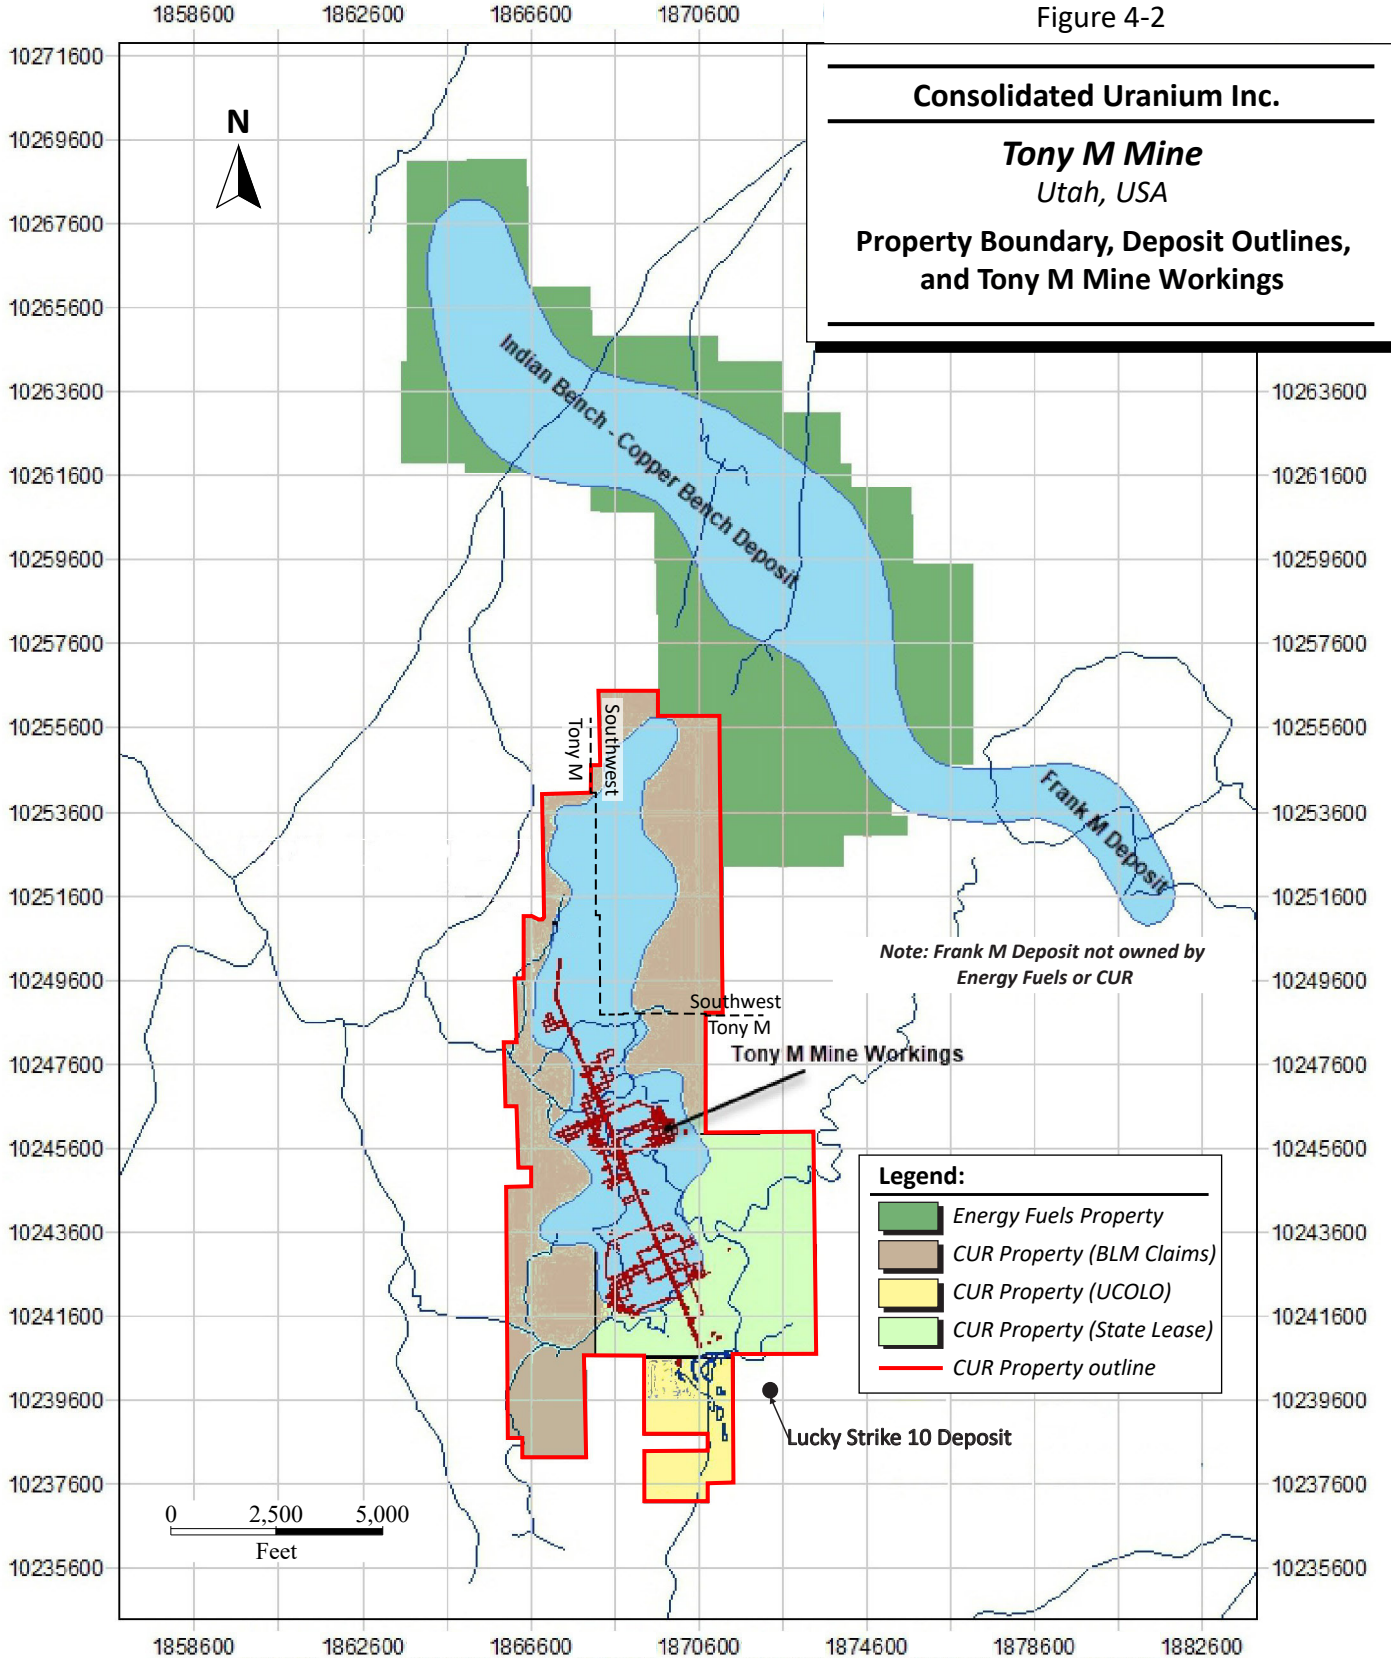 1858600 1862600 1866600 1870600
Figure 4-2
Consolidated Uranium Inc.
Tony M Mine
Utah, USA
Property Boundary, Deposit Outlines,
and Tony M Mine Workings
N
10271600
10269600
10267600
10265600
10263600
10261600
10259600
10257600
10255600
10253600
10251600
10249600
10247600
10245600
10243600
10241600
10239600
10237600
10235600
10263600
10261600
10259600
10257600
10255600
10253600
10251600
10249600
10247600
10245600
10243600
10241600
10239600
10237600
10235600
Indian Bench - Copper Bench Deposit
Frank M Deposit
Southwest
Tony M
Note: Frank M Deposit not owned by
Energy Fuels or CUR
Southwest
Tony M
Tony M Mine Workings
Legend:
Energy Fuels Property
CUR Property (BLM Claims)
CUR Property (UCOLO)
CUR Property (State Lease)
CUR Property outline
Lucky Strike 10 Deposit
0 2,500 5,000
Feet
1858600 1862600 1866600 1870600 1874600 1878600 1882600